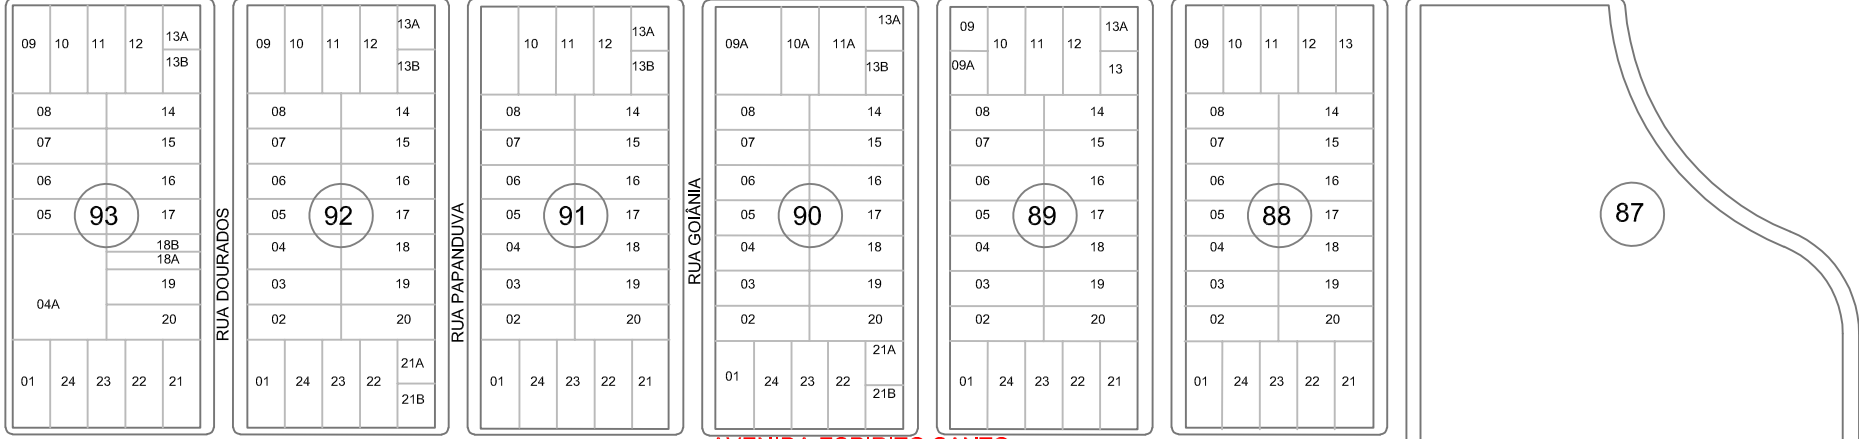 09 10 11 12 13A
13B
08 14
07 15
06 16
93
05 17
18B
18A
04A 19
20
01 24 23 22 21
RUA DOURADOS
09 10 11 12 13A
13B
08 14
07 15
06 16
92
05 17
04 18
03 19
02 20
21A
01 24 23 22
21B
RUA PAPANDUVA
10 11 12 13A
13B
08 14
07 15
06 16
91
05 17
04 18
03 19
02 20
01 24 23 22 21
RUA GOIÂNIA
13A
09A 10A 11A
13B
08 14
07 15
06 16
90
05 17
04 18
03 19
02 20
21A
01 24 23 22
21B
09 10 11 12 13A
09A 13
08 14
07 15
06 16
89
05 17
04 18
03 19
02 20
01 24 23 22 21
09 10 11 12 13
08 14
07 15
06 16
88
05 17
04 18
03 19
02 20
01 24 23 22 21
87
AVENIDA ESPIRITO SANTO